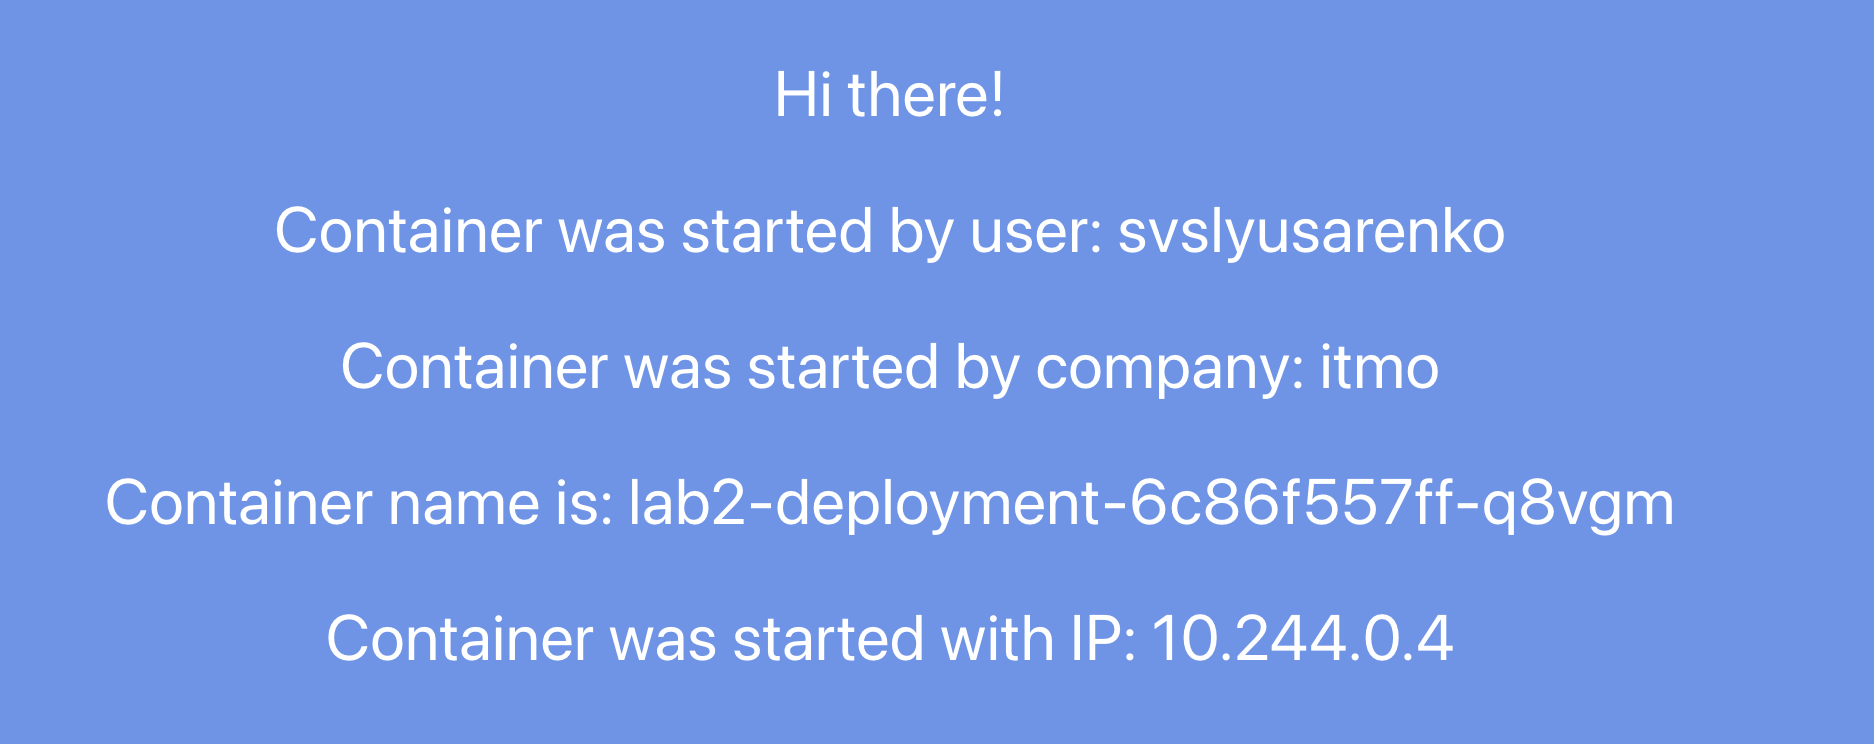 Hi there!
Container was started by user: svslyusarenko
Container was started by company: itmo
Container name is: lab2-deployment-6c86f557ff-q8vgm
Container was started with IP: 10.244.0.4